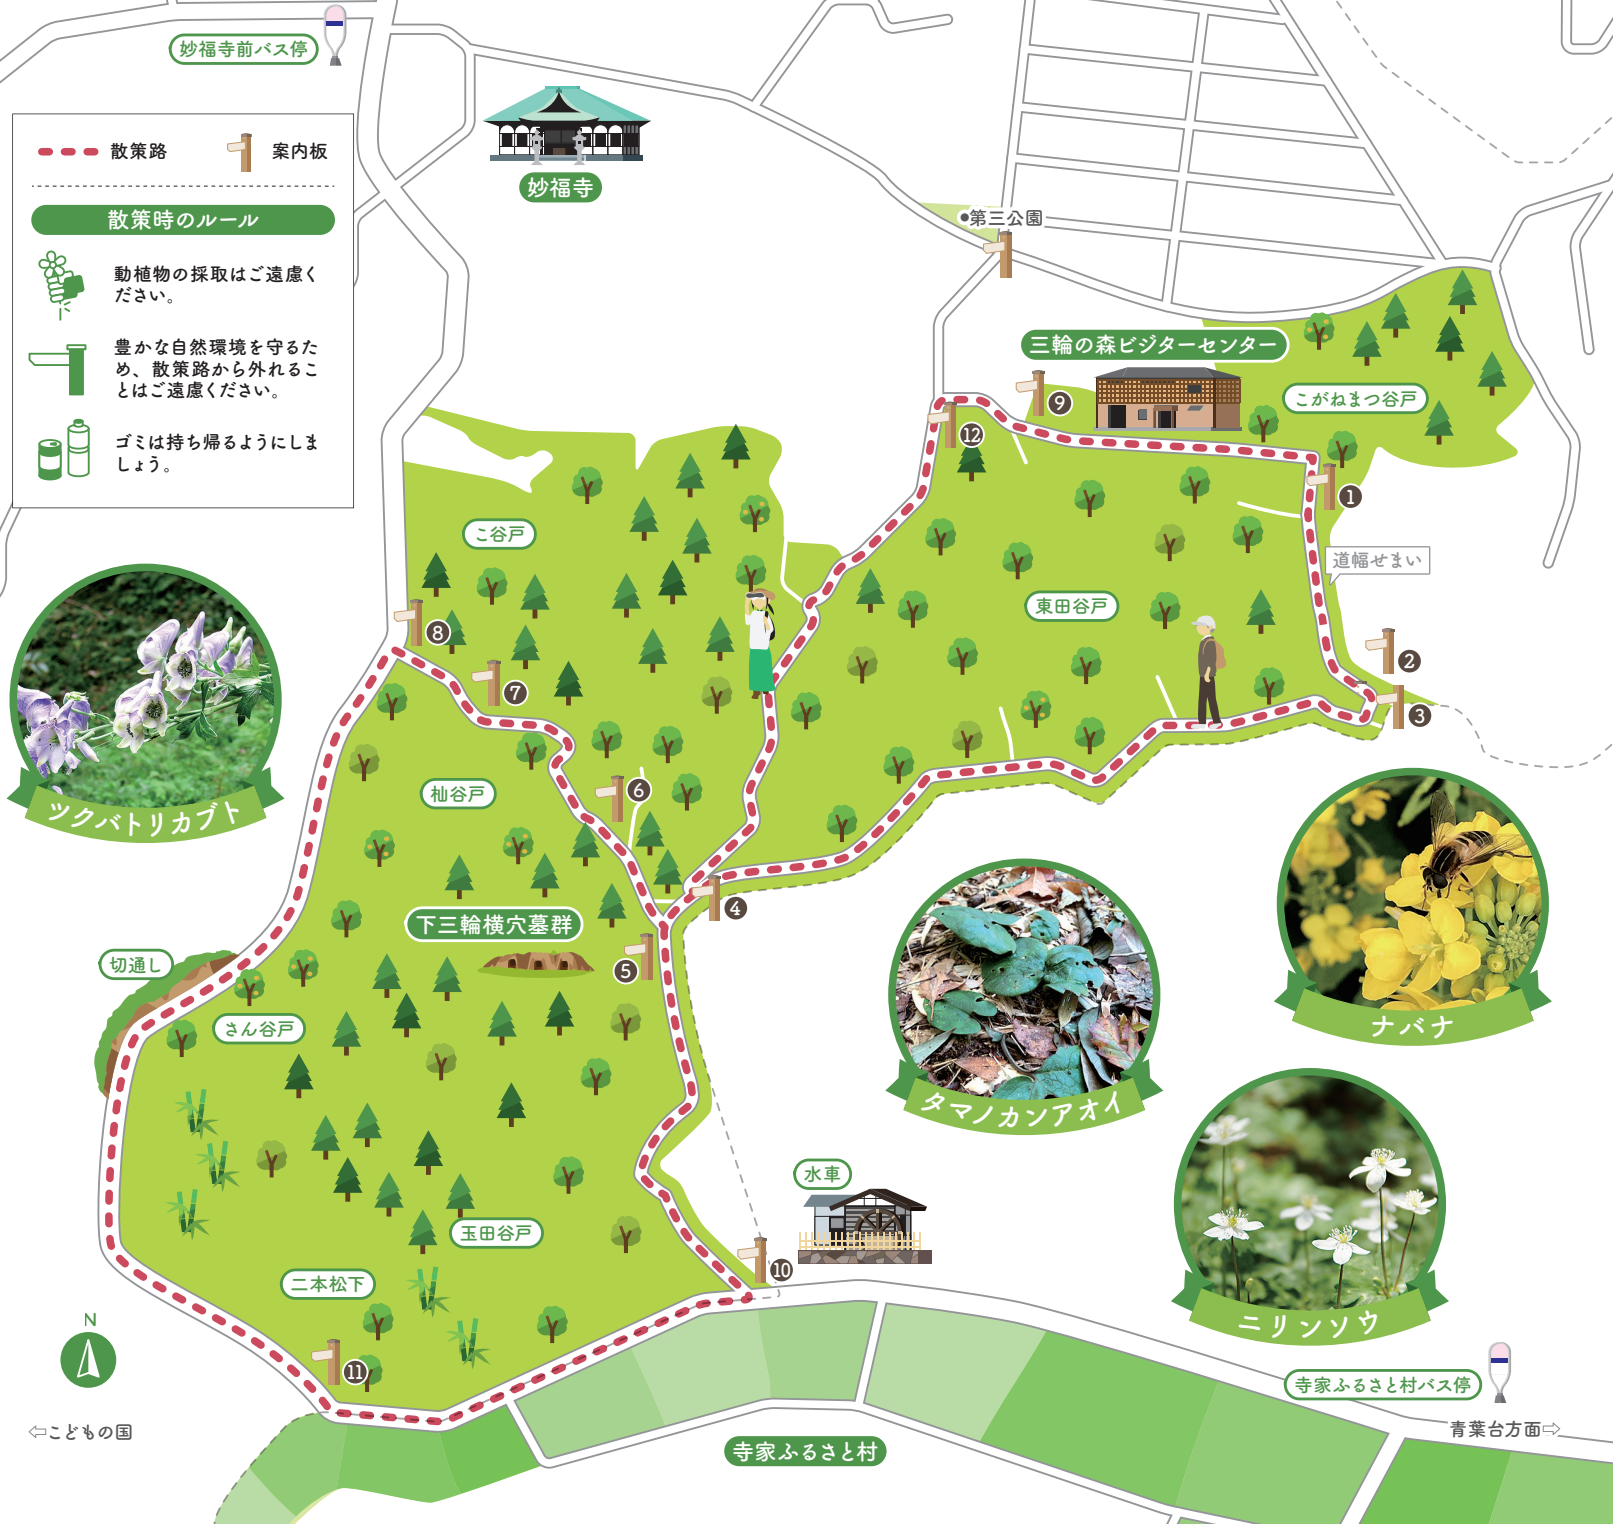 妙福寺前バス停
散策路
案内板
散策時のルール
動植物の採取はご遠慮く
ださい。
豊かな自然環境を守るた
め、散策路から外れるこ
とはご遠慮ください。
ゴミは持ち帰るようにしま
しょう。
妙福寺
第三公園
三輪の森ビジターセンター
こがねまつ谷戸
9
12
1
こ谷戸
道幅せまい
東田谷戸
8
7
2
3
ツクバトリカブト
杣谷戸
6
4
下三輪横穴墓群
5
切通し
さん谷戸
ナバナ
タマノカンアオイ
水車
玉田谷戸
10
二本松下
ニリンソウ
N
11
寺家ふるさと村バス停
⇦こどもの国
青葉台方面⇨
寺家ふるさと村